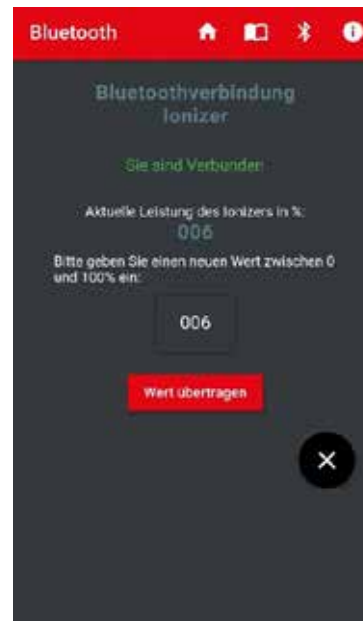 Bluetooth
Bluetoothverbindung
Ionizer
Sie sind Verbunden
Aktuelle Leistung des Ionizers in %:
006
Bitte geben Sie einen neuen Wert zwischen 0
und 100% ein:
006
Wert übertragen